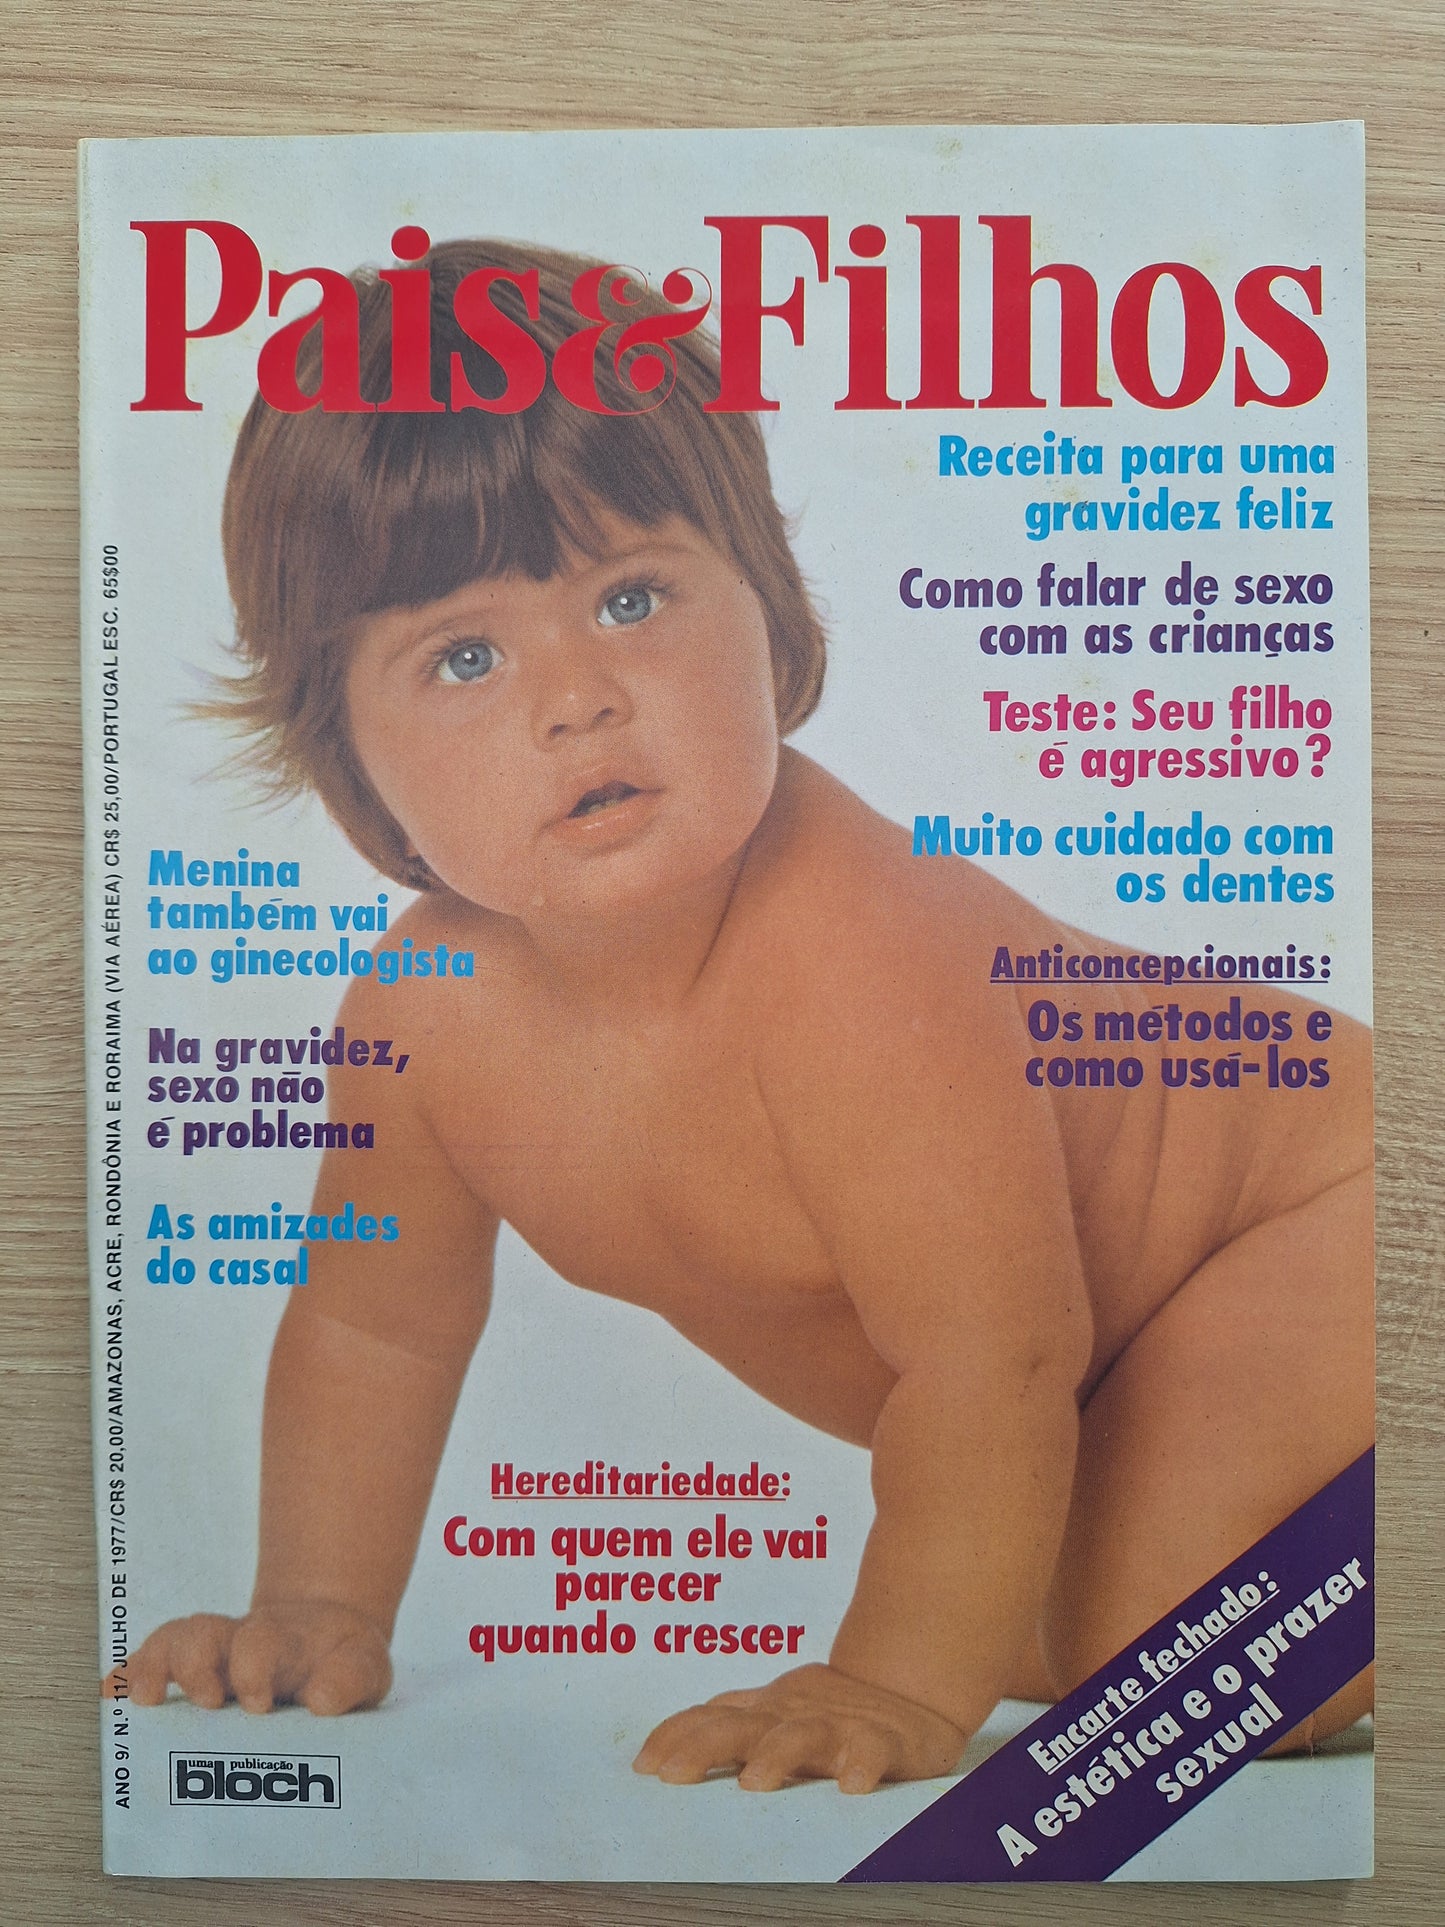 Pais&Filhos
Receita para uma
gravidez feliz
Como falar de sexo
com as crianças
Teste: Seu filho
é agressivo?
Muito cuidado com
os dentes
Anticoncepcionais:
Os métodos e
como usá-los
Menina
também vai
ao ginecologista
Na gravidez,
sexo não
é problema
As amizades
do casal
Hereditariedade:
Com quem ele vai
parecer
quando crescer
Encarte fechado:
A estética e o prazer
sexual
uma publicação
bloch
ANO 9/ N.º 11/ JULHO DE 1977/CR$ 20,00/AMAZONAS, ACRE, RONDÔNIA E RORAIMA (VIA AÉREA) CR$ 25,00/PORTUGAL ESC. 65$00